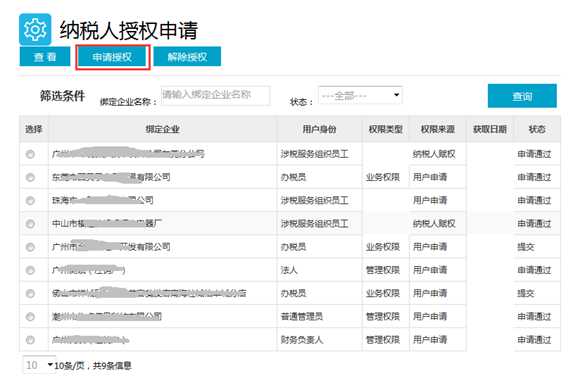 纳税人授权申请
查 看 申请授权 解除授权
筛选条件 绑定企业名称： 请输入绑定企业名称 状态： ---全部--- 查询
选择 绑定企业 用户身份 权限类型 权限来源 获取日期 状态
广州 公司 涉税服务组织员工 纳税人赋权 申请通过
东莞 有限公司 办税员 业务权限 用户申请 申请通过
珠海市 有限公司 涉税服务组织员工 用户申请 申请通过
中山市 电器厂 涉税服务组织员工 纳税人赋权 申请通过
广州市 开发有限公司 办税员 业务权限 用户申请 提交
广州 法人 管理权限 用户申请 申请通过
佛山市 办税员 业务权限 用户申请 提交
潮州市 有限公司 普通管理员 管理权限 用户申请 申请通过
广州 财务负责人 管理权限 用户申请 申请通过
10 10条/页，共9条信息